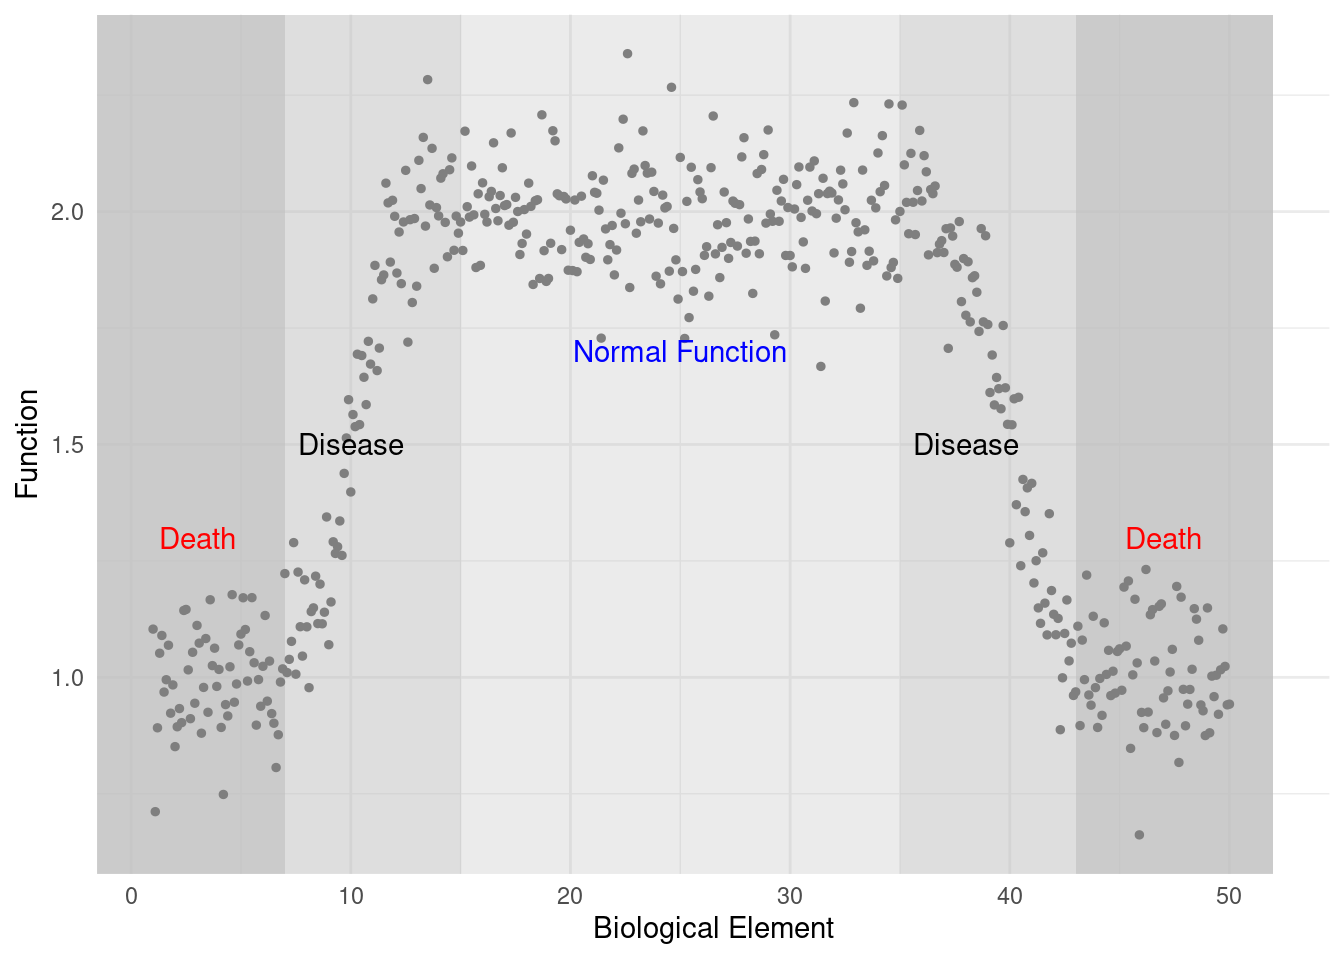 Function
2.0
1.5
1.0
Normal Function
Disease
Disease
Death
Death
0
10
20
30
40
50
Biological Element